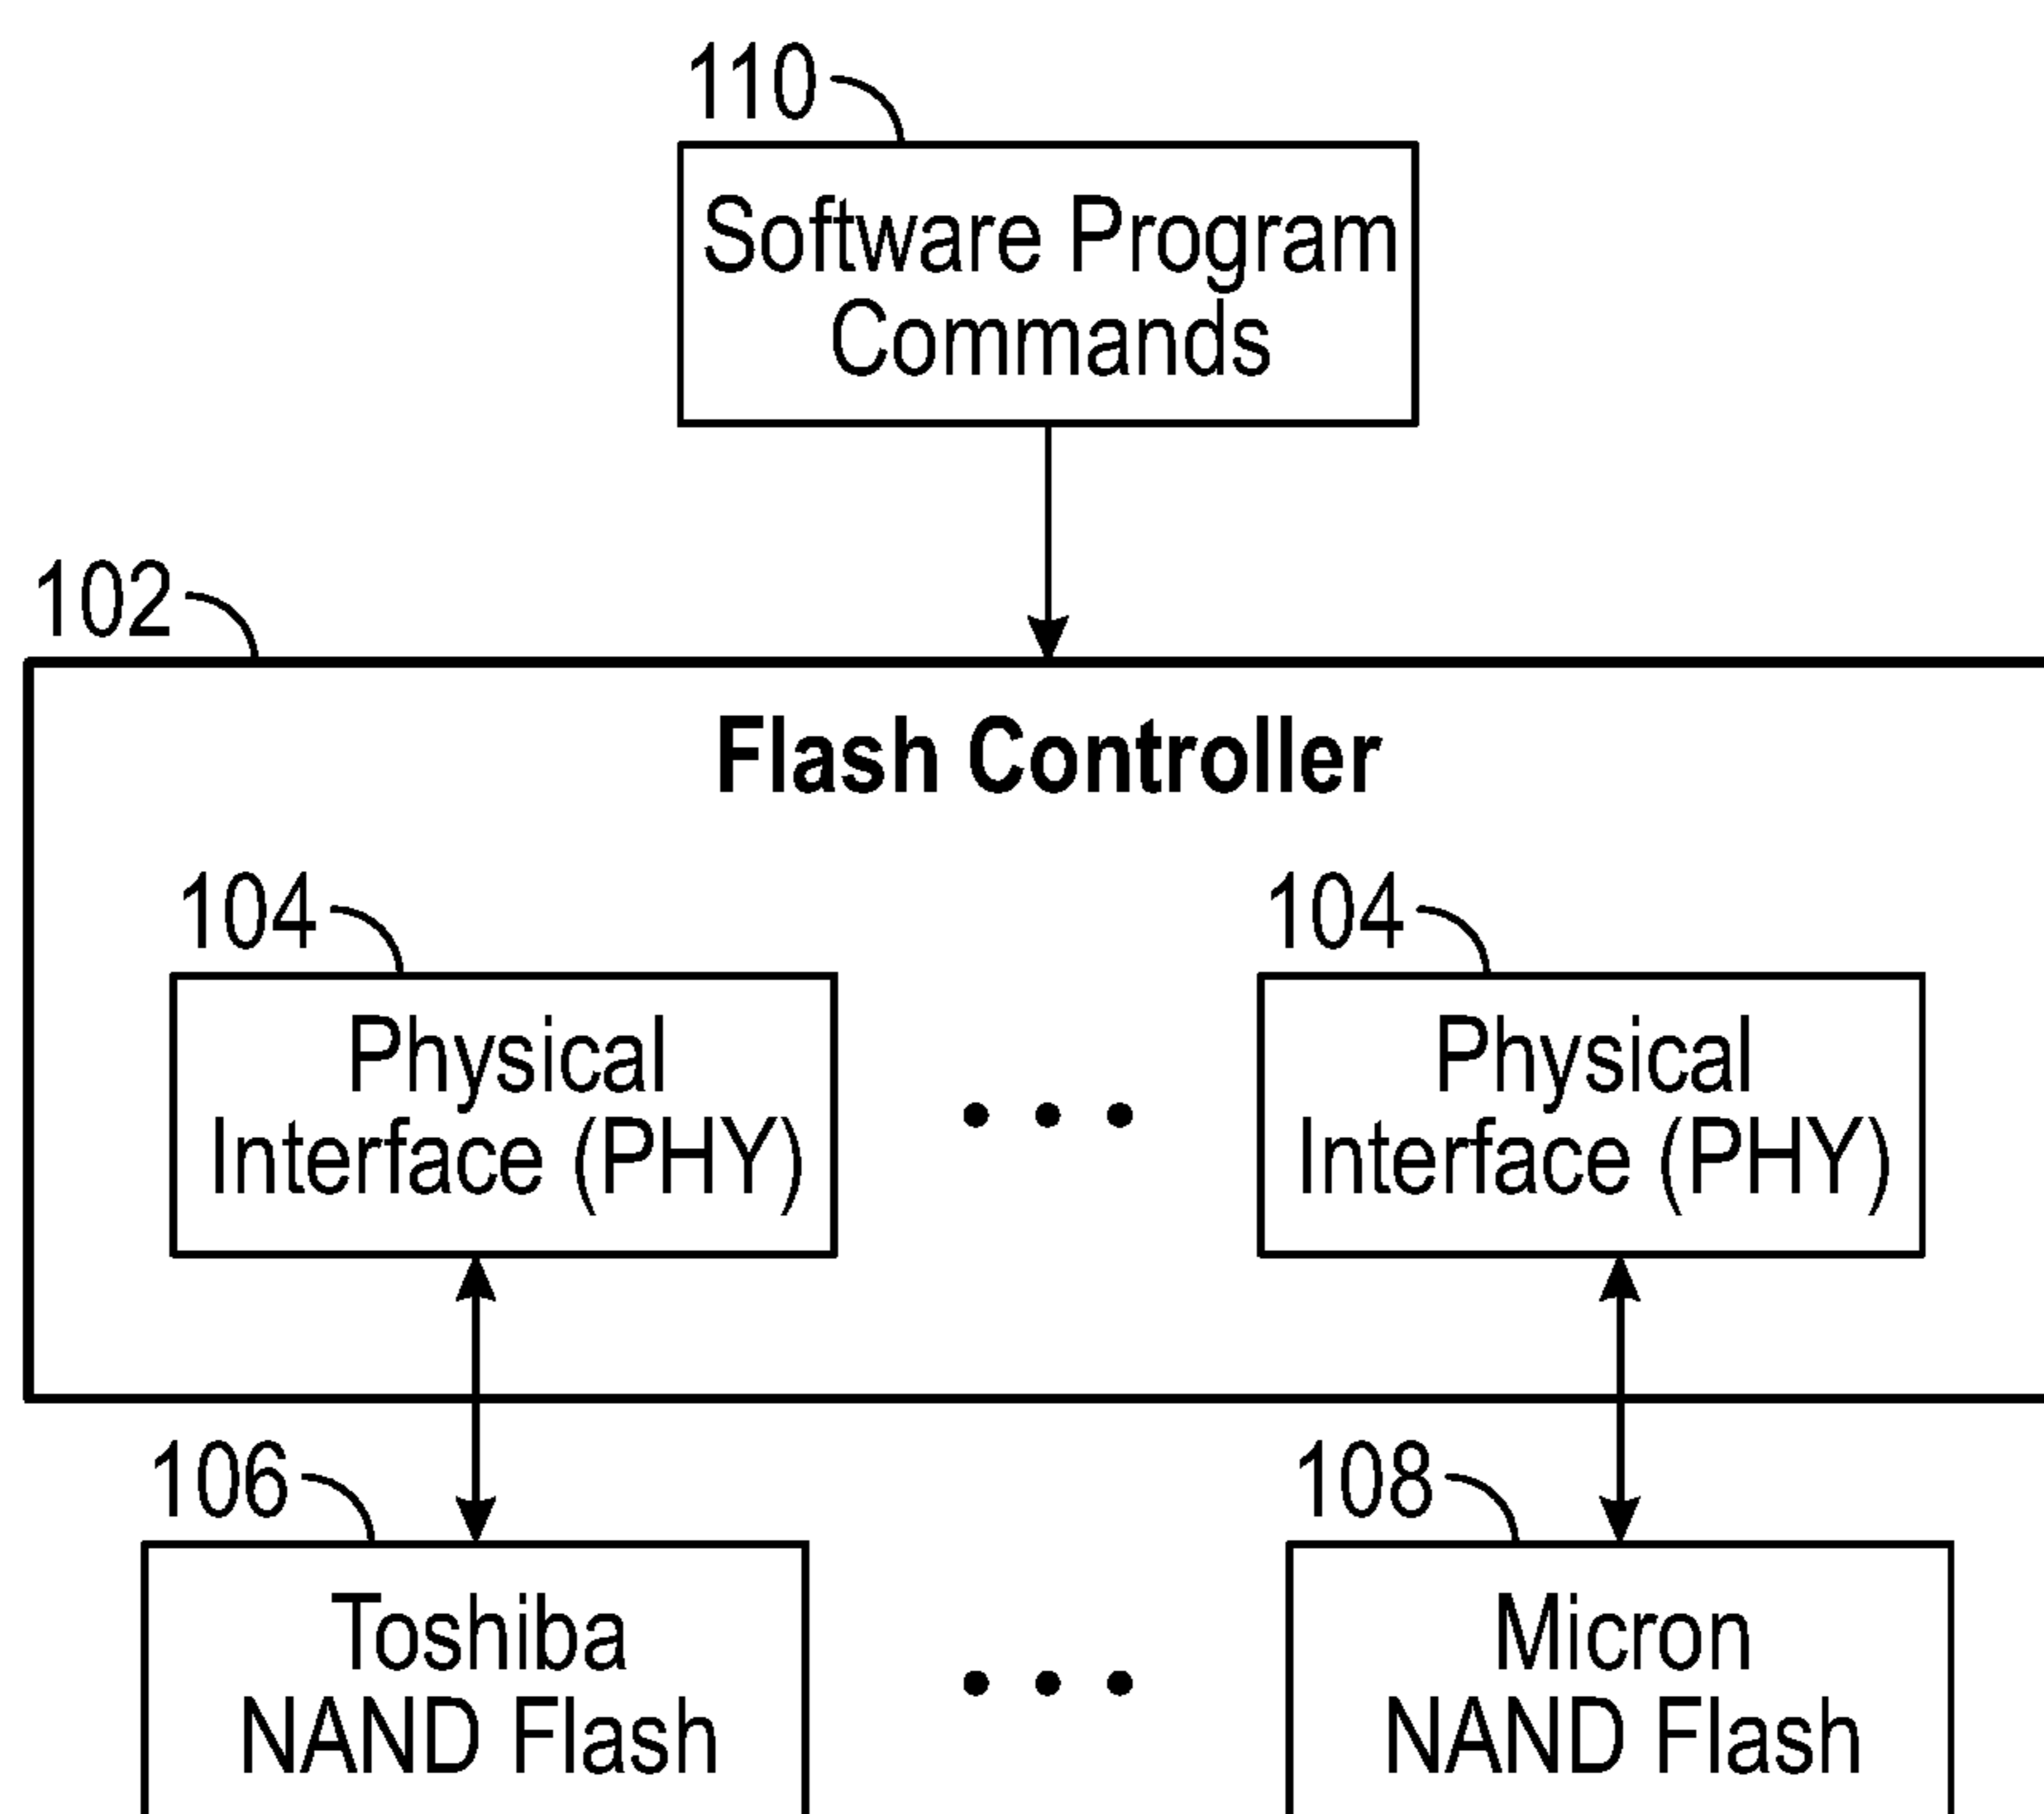 110
Software Program
Commands
102
Flash Controller
104
104
Physical
Interface (PHY)
Physical
Interface (PHY)
106
108
Toshiba
NAND Flash
Micron
NAND Flash